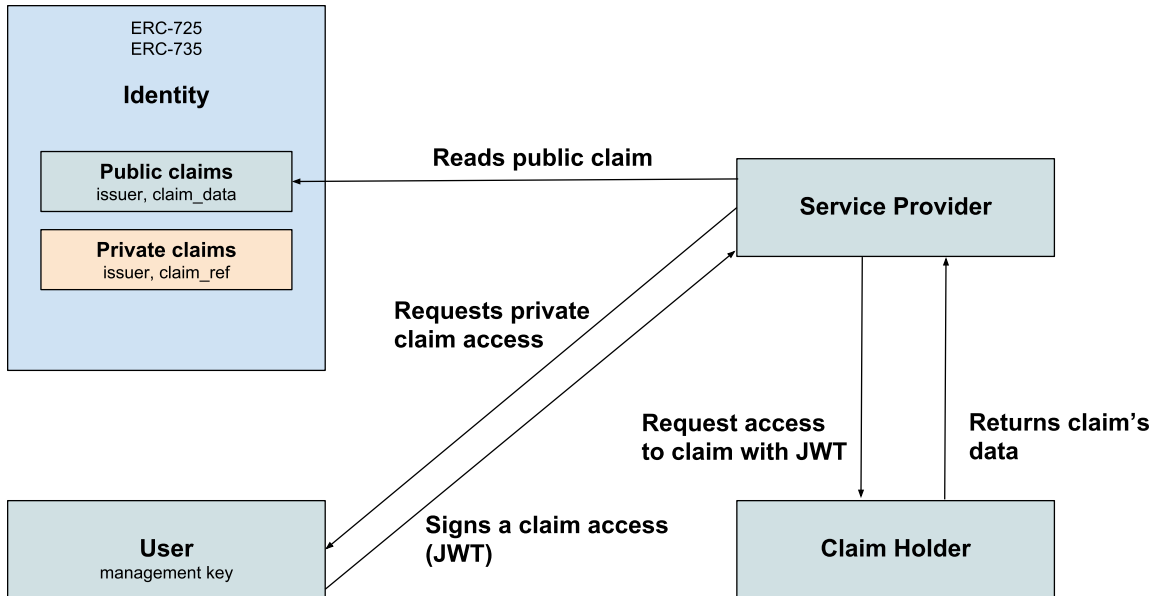 ERC-725
ERC-735
Identity
Public claims
issuer, claim_data
Private claims
issuer, claim_ref
Reads public claim
Service Provider
Requests private
claim access
Request access
to claim with JWT
Returns claim’s
data
Signs a claim access
(JWT)
User
management key
Claim Holder